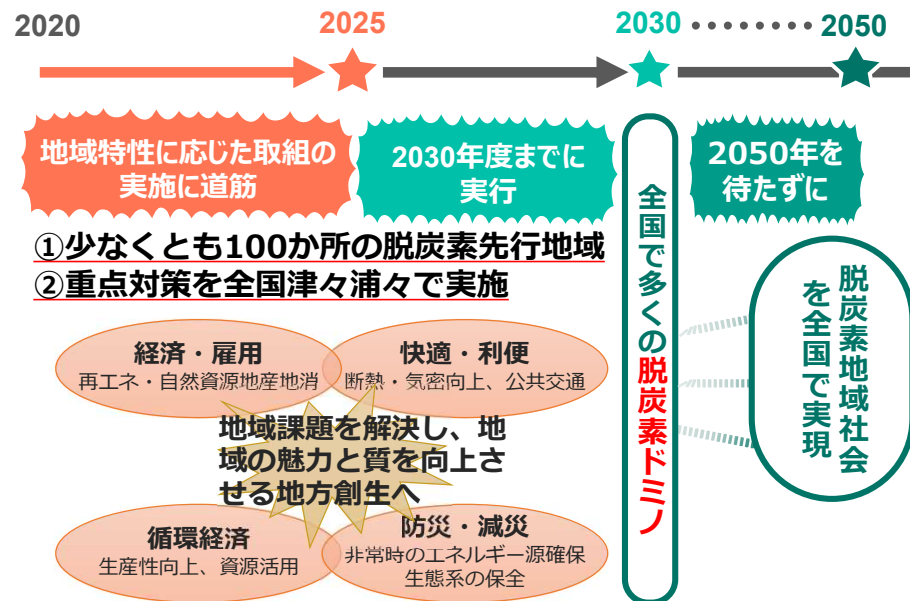 2020
2025
2030
2050
地域特性に応じた取組の
実施に道筋
2030年度までに
実行
2050年を
待たずに
①少なくとも100か所の脱炭素先行地域
②重点対策を全国津々浦々で実施
経済・雇用
再エネ・自然資源地産地消
快適・利便
断熱・気密向上、公共交通
地域課題を解決し、地
域の魅力と質を向上さ
せる地方創生へ
循環経済
生産性向上、資源活用
防災・減災
非常時のエネルギー源確保
生態系の保全
全国で多くの脱炭素ドミノ
脱炭素地域社会
を全国で実現